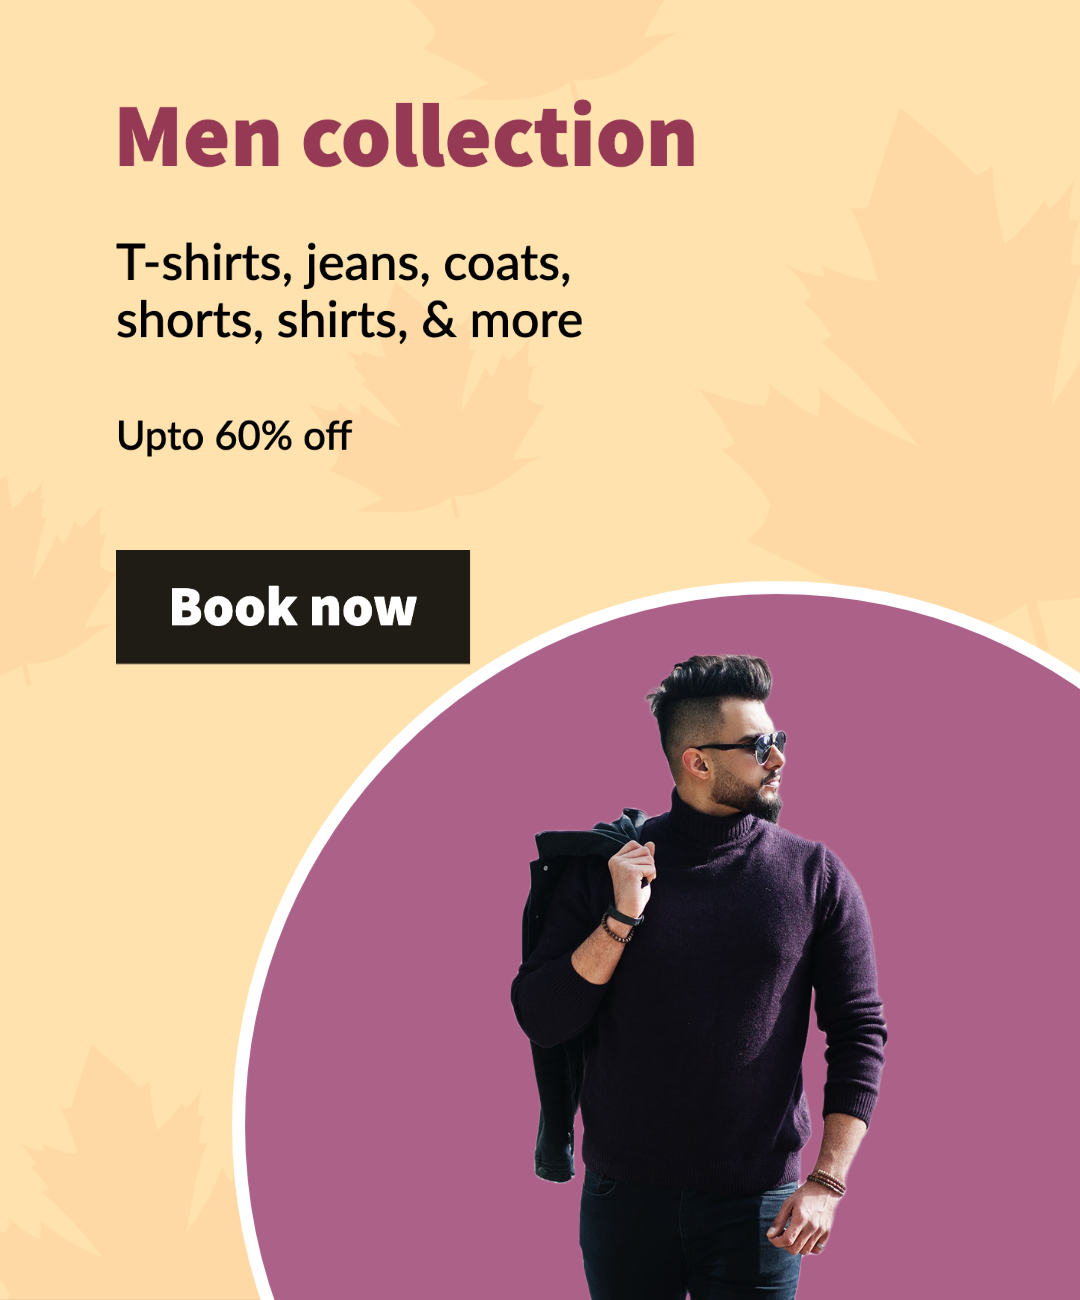 Men collection
T-shirts, jeans, coats,
shorts, shirts, & more
Upto 60% off
Book now